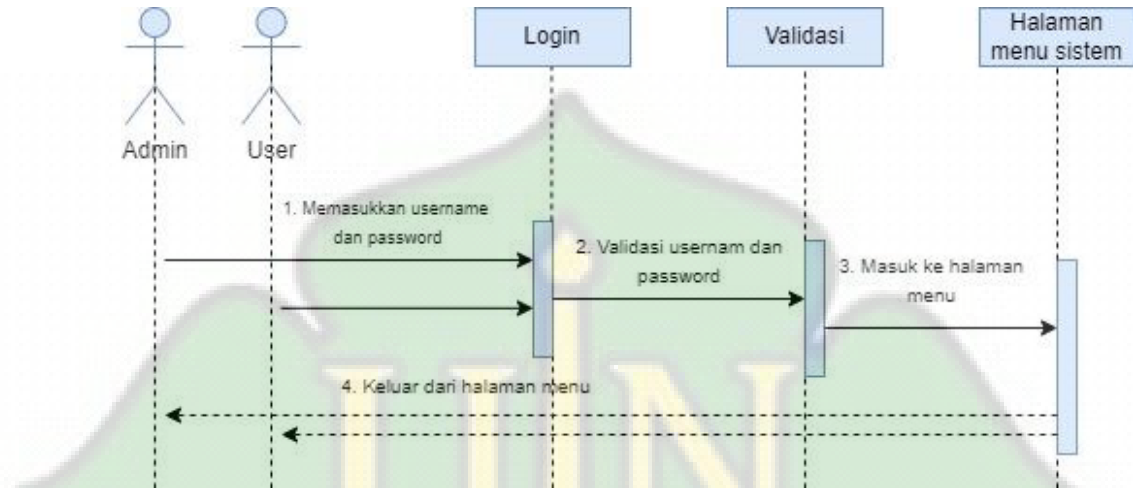 Login
Validasi
Halaman
menu sistem
Admin
User
1. Memasukkan username
dan password
2. Validasi usernam dan
password
3. Masuk ke halaman
menu
4. Keluar dari halaman menu
UIN